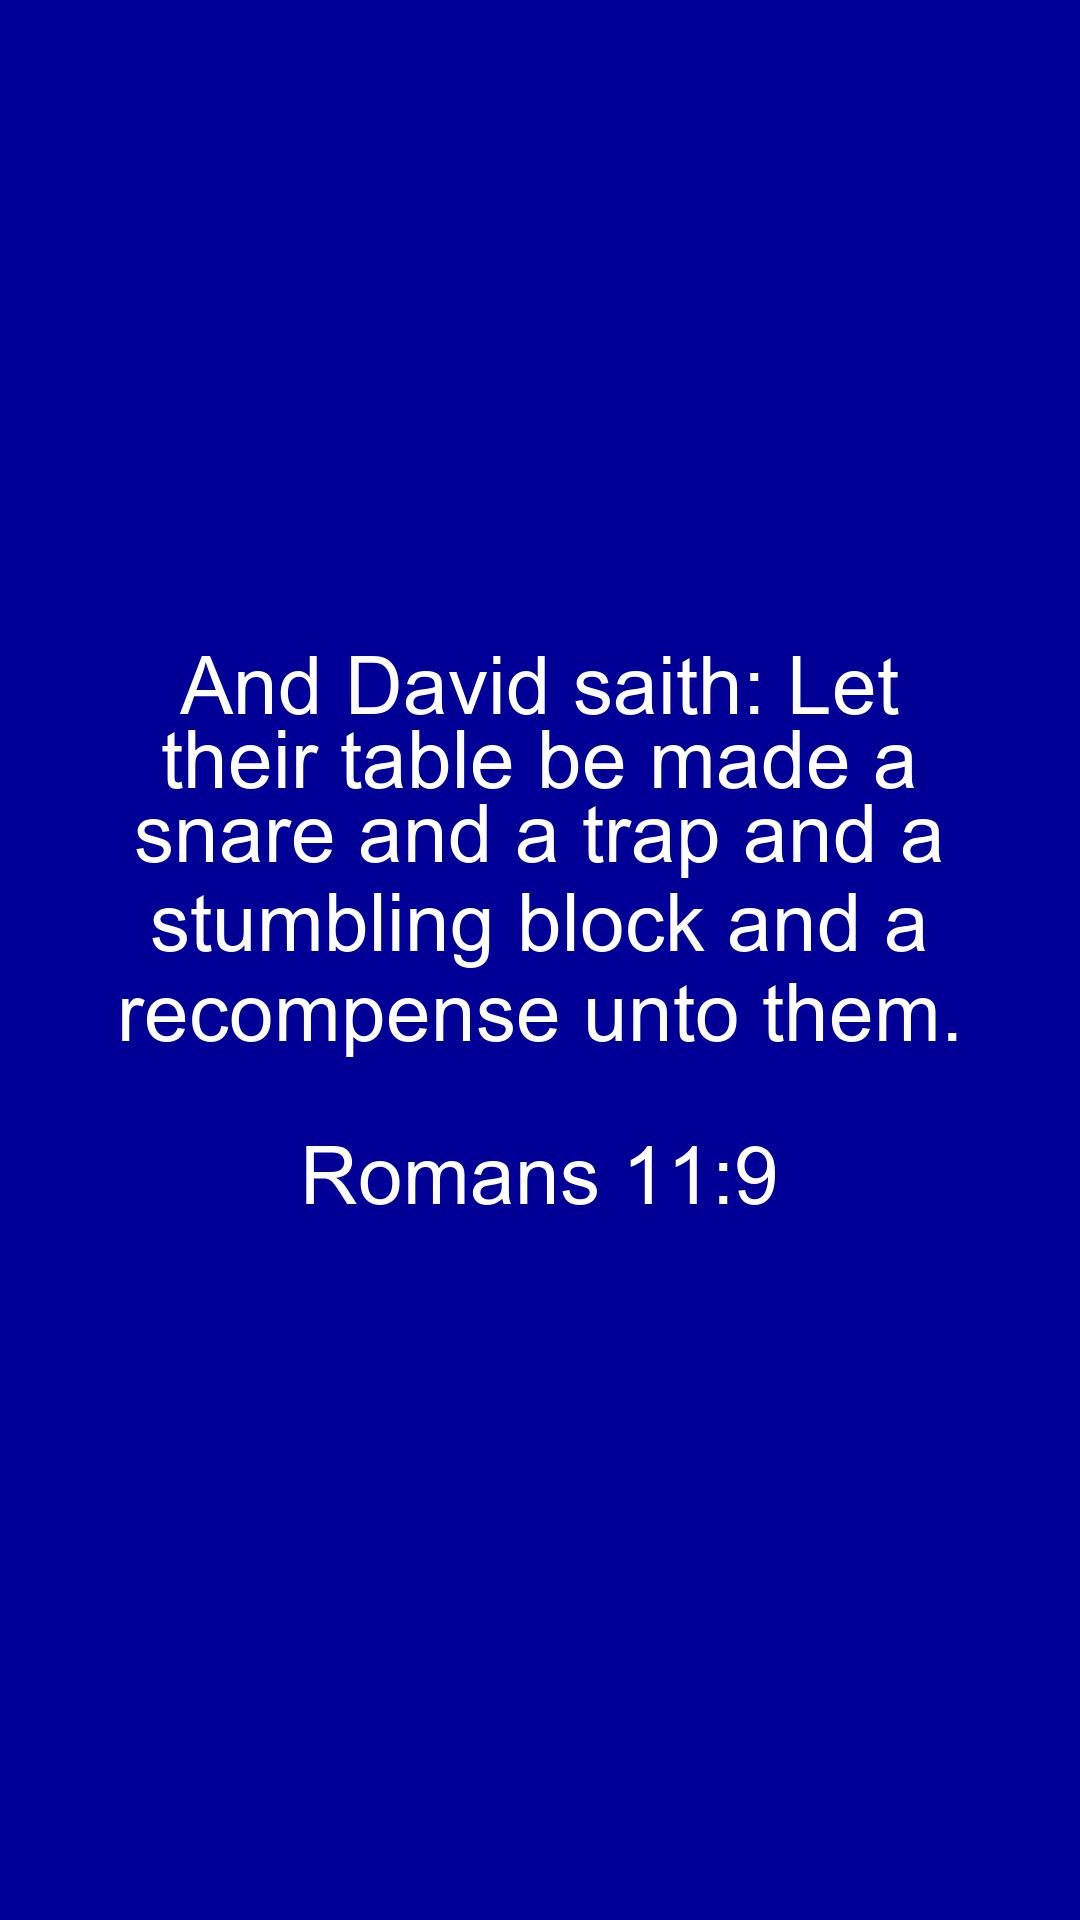 And David saith: Let
their table be made a
snare and a trap and a
stumbling block and a
recompense unto them.
Romans 11:9